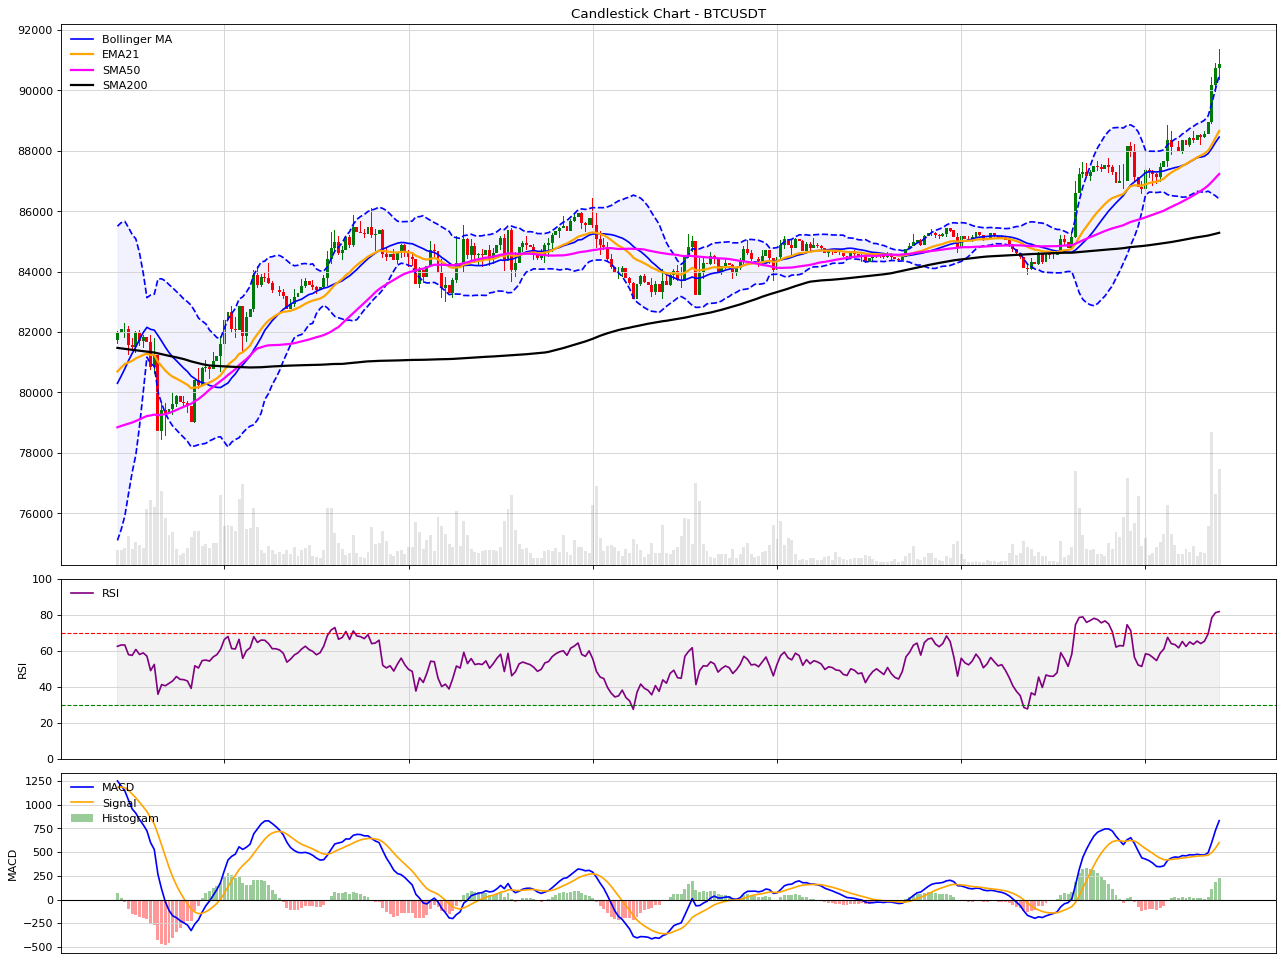 Candlestick Chart - BTCUSDT
92000
90000
88000
86000
84000
82000
80000
78000
76000
Bollinger MA
EMA21
SMA50
SMA200
100
80
60
40
20
0
RSI
RSI
1250
1000
750
500
250
0
−250
−500
MACD
MACD
Signal
Histogram